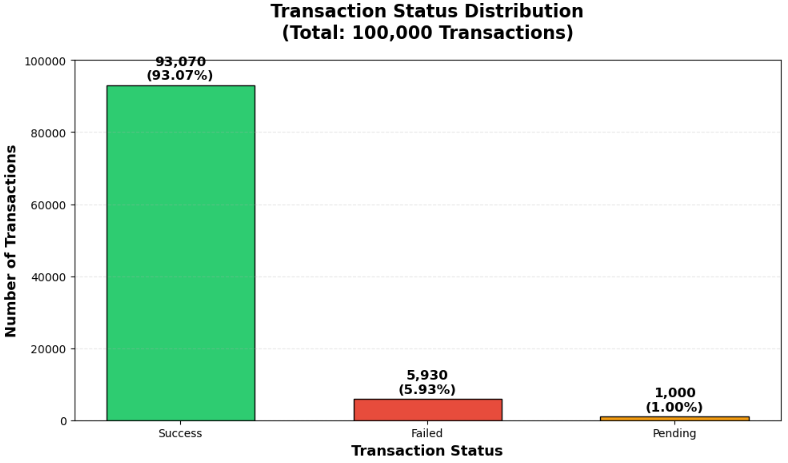 Transaction Status Distribution
(Total: 100,000 Transactions)
Number of Transactions
100000
80000
60000
40000
20000
0
93,070
(93.07%)
5,930
(5.93%)
1,000
(1.00%)
Success
Failed
Pending
Transaction Status